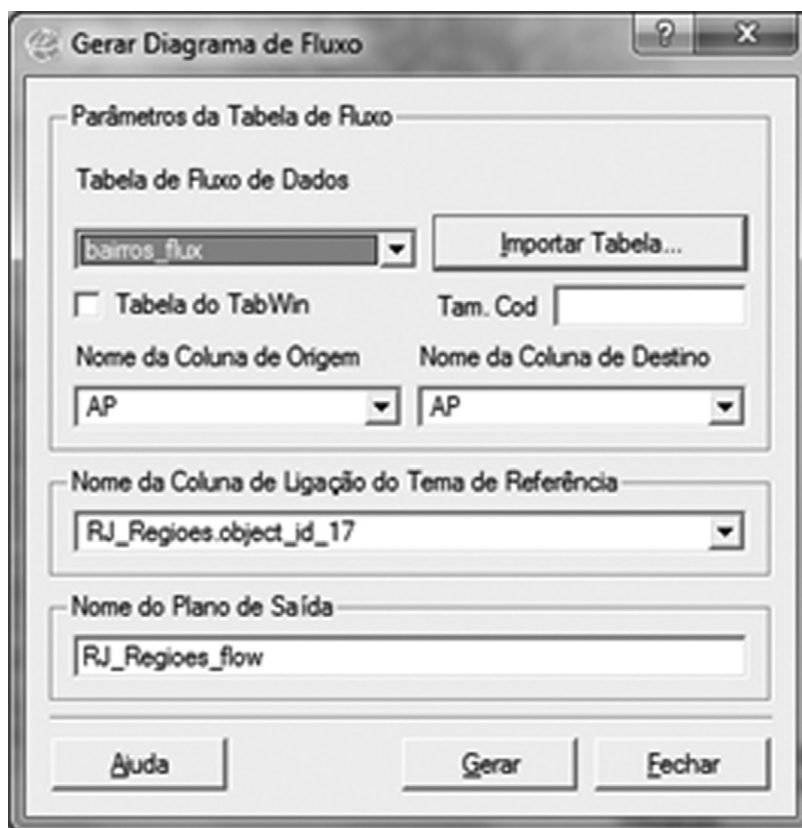 Gerar Diagrama de Fluxo
Parâmetros da Tabela de Fluxo
Tabela de Fluxo de Dados
bairros_flux
Importar Tabela...
Tabela do TabWin
Tam. Cod
Nome da Coluna de Origem
Nome da Coluna de Destino
AP
AP
Nome da Coluna de Ligação do Tema de Referência
RJ_Regioes.object_id_17
Nome do Plano de Saída
RJ_Regioes_flow
Ajuda
Gerar
Fechar